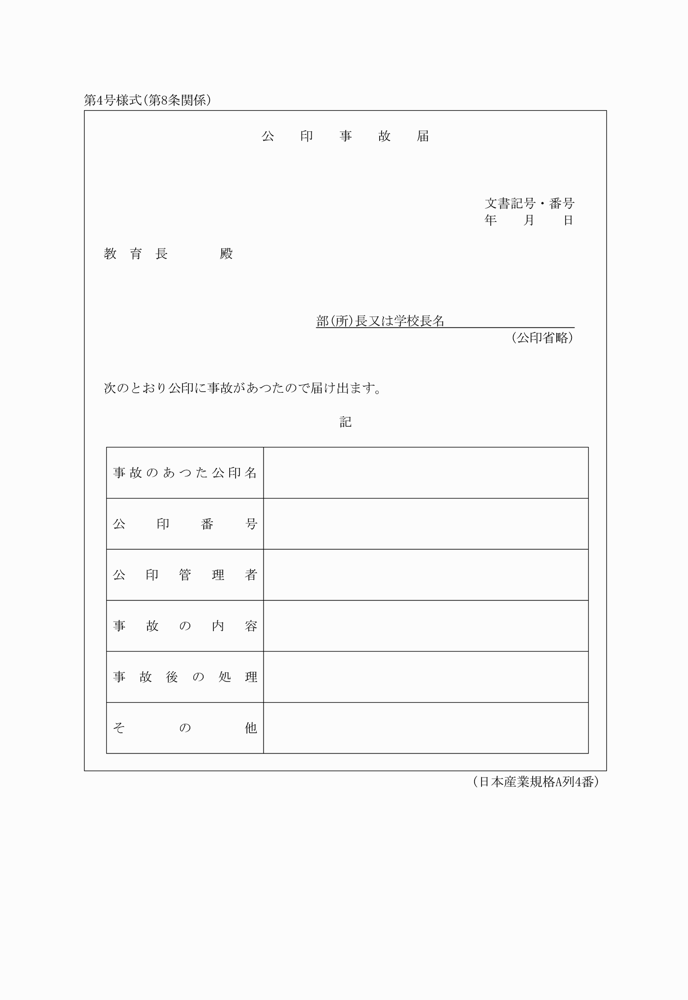 第4号様式(第8条関係)
公印事故届
文書記号・番号
年　月　日
教育長　殿
部(所)長又は学校長名
(公印省略)
次のとおり公印に事故があつたので届け出ます。
記
事故のあつた公印名
公印番号
公印管理者
事故の内容
事故後の処理
その他
(日本産業規格A列4番)